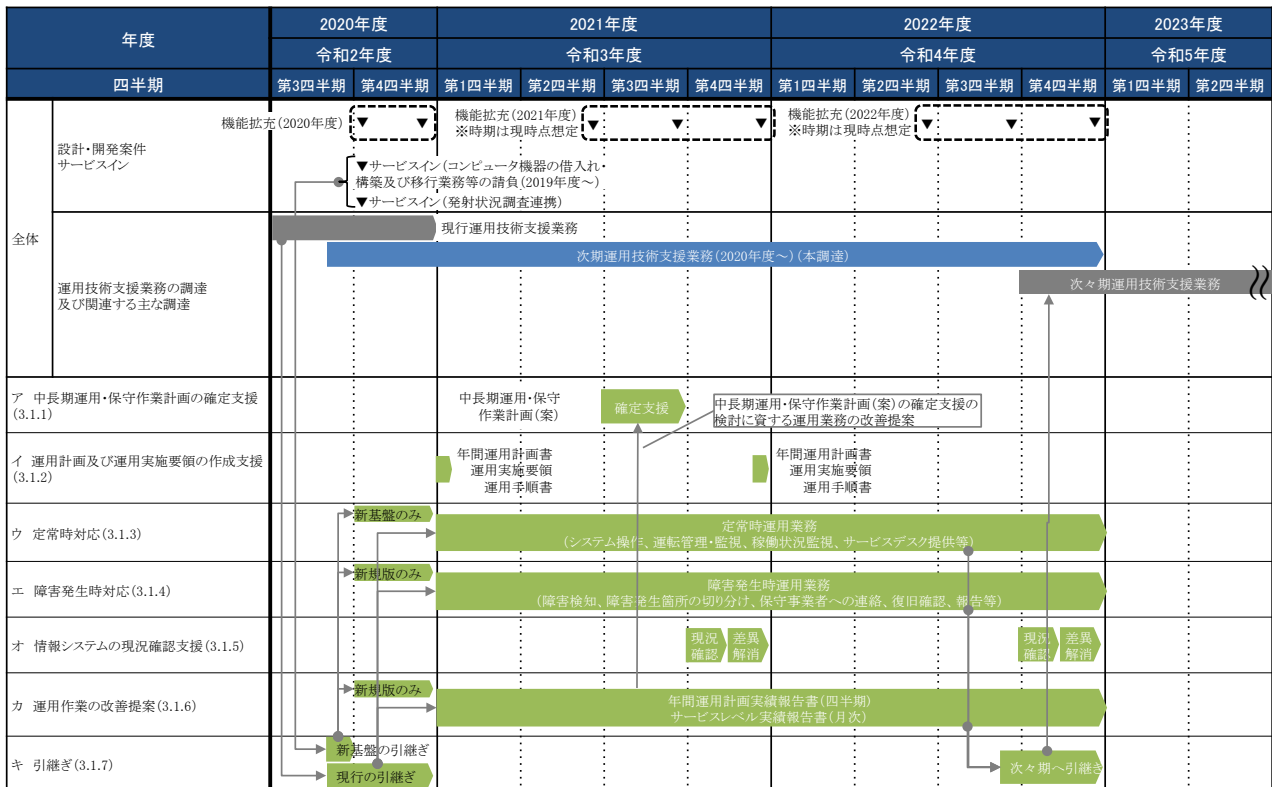 年度
2020年度
2021年度
2022年度
2023年度
令和2年度
令和3年度
令和4年度
令和5年度
四半期
第3四半期
第4四半期
第1四半期
第2四半期
第3四半期
第4四半期
第1四半期
第2四半期
第3四半期
第4四半期
第1四半期
第2四半期
全体
設計・開発案件
サービスイン
機能拡充(2020年度)
▼
▼
機能拡充(2021年度)
※時期は現時点想定
▼
▼
▼
機能拡充(2022年度)
※時期は現時点想定
▼
▼
▼
▼サービスイン(コンピュータ機器の借入れ・
構築及び移行業務等の請負(2019年度~)
▼サービスイン(発射状況調査連携)
運用技術支援業務の調達
及び関連する主な調達
現行運用技術支援業務
次期運用技術支援業務(2020年度~)(本調達)
次々期運用技術支援業務
ア 中長期運用・保守作業計画の確定支援
(3.1.1)
中長期運用・保守
作業計画(案)
確定支援
中長期運用・保守作業計画(案)の確定支援の
検討に資する運用業務の改善提案
イ 運用計画及び運用実施要領の作成支援
(3.1.2)
年間運用計画書
運用実施要領
運用手順書
年間運用計画書
運用実施要領
運用手順書
ウ 定常時対応(3.1.3)
新基盤のみ
定常時運用業務
(システム操作、運転管理・監視、稼働状況監視、サービスデスク提供等)
エ 障害発生時対応(3.1.4)
新規版のみ
障害発生時運用業務
(障害検知、障害発生箇所の切り分け、保守事業者への連絡、復旧確認、報告等)
オ 情報システムの現況確認支援(3.1.5)
現況
確認
差異
解消
現況
確認
差異
解消
カ 運用作業の改善提案(3.1.6)
新規版のみ
年間運用計画実績報告書(四半期)
サービスレベル実績報告書(月次)
キ 引継ぎ(3.1.7)
新基盤の引継ぎ
現行の引継ぎ
次々期へ引継ぎ